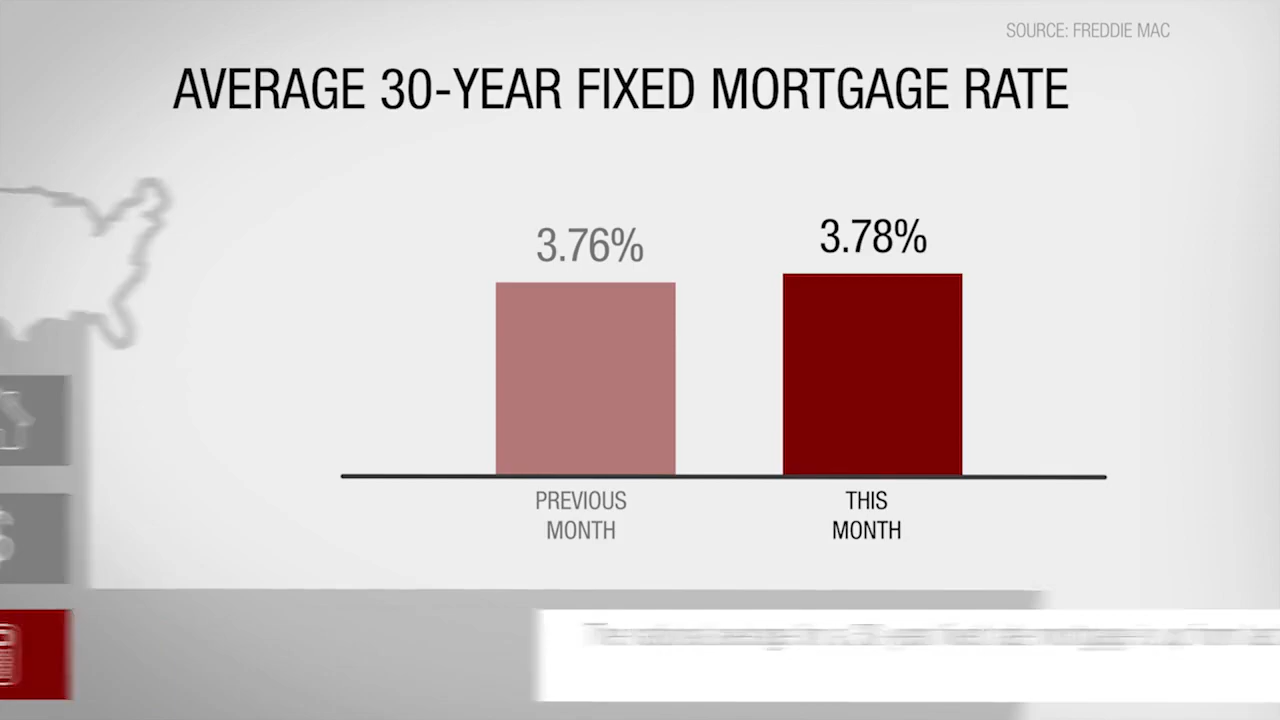 SOURCE: FREDDIE MAC
AVERAGE 30-YEAR FIXED MORTGAGE RATE
3.76%
3.78%
PREVIOUS
MONTH
THIS
MONTH